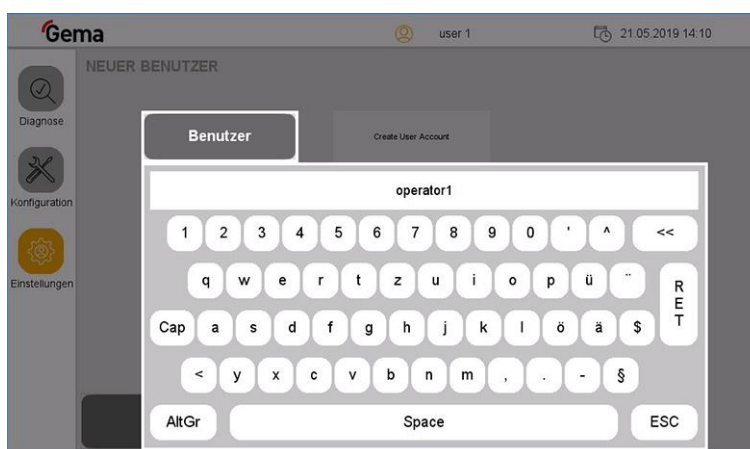 Gema
user 1
21.05.2019 14:10
NEUER BENUTZER
Diagnose
Konfiguration
Einstellungen
Benutzer
Create User Account
operator1
1 2 3 4 5 6 7 8 9 0 ' ^ <<
q w e r t z u i o p ü ¨ RET
Cap a s d f g h j k l ö ä $
< y x c v b n m , . - §
AltGr Space ESC